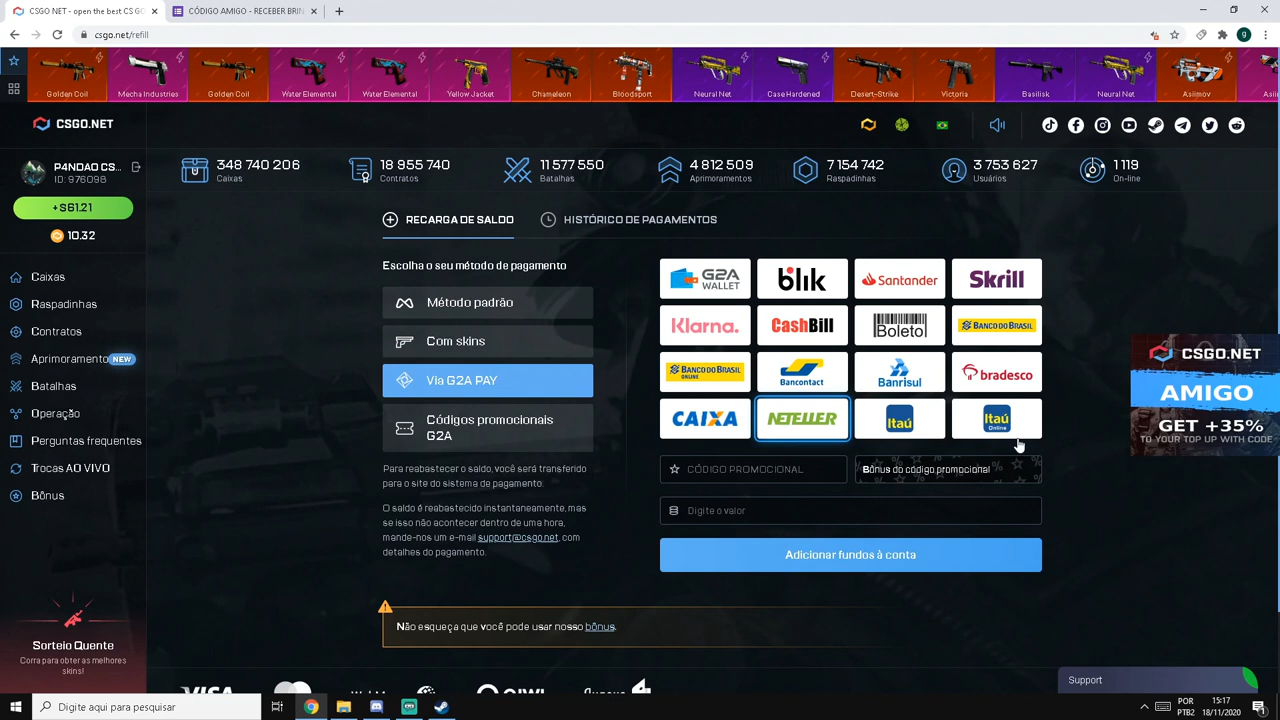 CSGO NET - open the best CS GO
CÓDIGO AMIGO - RECEBER BRIN
csgo.net/refill
Golden Coil
Mecha Industries
Golden Coil
Water Elemental
Water Elemental
Yellow Jacket
Chameleon
Bloodsport
Neural Net
Case Hardened
Desert-Strike
Victoria
Basilisk
Neural Net
Asiimov
Asii
CSGO.NET
P4NDAO CS...
ID: 976098
+$61.21
10.32
348 740 206
Caixas
18 955 740
Contratos
11 577 550
Batalhas
4 812 509
Aprimoramentos
7 154 742
Raspadinhas
3 753 627
Usuários
1 119
On-line
Caixas
Raspadinhas
Contratos
Aprimoramento NEW
Batalhas
Operação
Perguntas frequentes
Trocas AO VIVO
Bônus
Sorteio Quente
Corra para obter as melhores
skins!
RECARGA DE SALDO
HISTÓRICO DE PAGAMENTOS
Escolha o seu método de pagamento
Método padrão
Com skins
Via G2A PAY
Códigos promocionais
G2A
Para reabastecer o saldo, você será transferido
para o site do sistema de pagamento.
O saldo é reabastecido instantaneamente, mas
se isso não acontecer dentro de uma hora,
mande-nos um e-mail support@csgo.net, com
detalhes do pagamento.
G2A WALLET
blik
Santander
Skrill
Klarna.
CashBill
Boleto
BANCO DO BRASIL
BANCO DO BRASIL ONLINE
Bancontact
Banrisul
bradesco
CAIXA
NETELLER
Itaú
Itaú Online
CÓDIGO PROMOCIONAL
Bônus do código promocional
Digite o valor
Adicionar fundos à conta
Não esqueça que você pode usar nosso bônus.
CSGO.NET
AMIGO
GET +35%
TO YOUR TOP UP WITH CODE
VISA
QIWI
Support
Digite aqui para pesquisar
POR
PTB2
15:17
18/11/2020